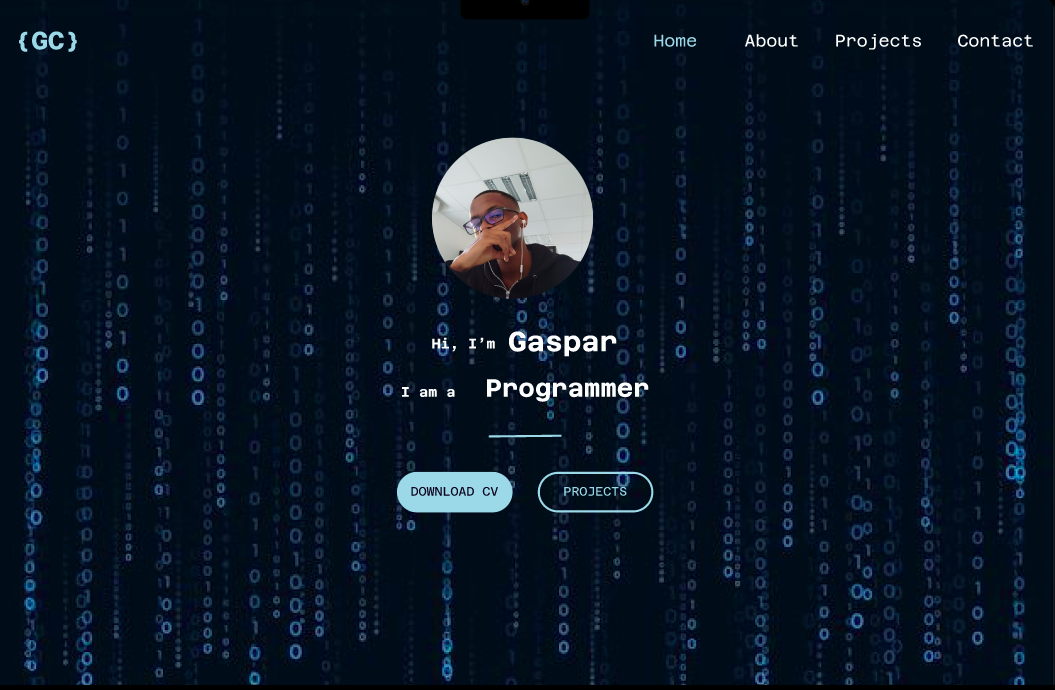 {GC}
Home About Projects Contact
Hi, I'm Gaspar
I am a Programmer
DOWNLOAD CV PROJECTS